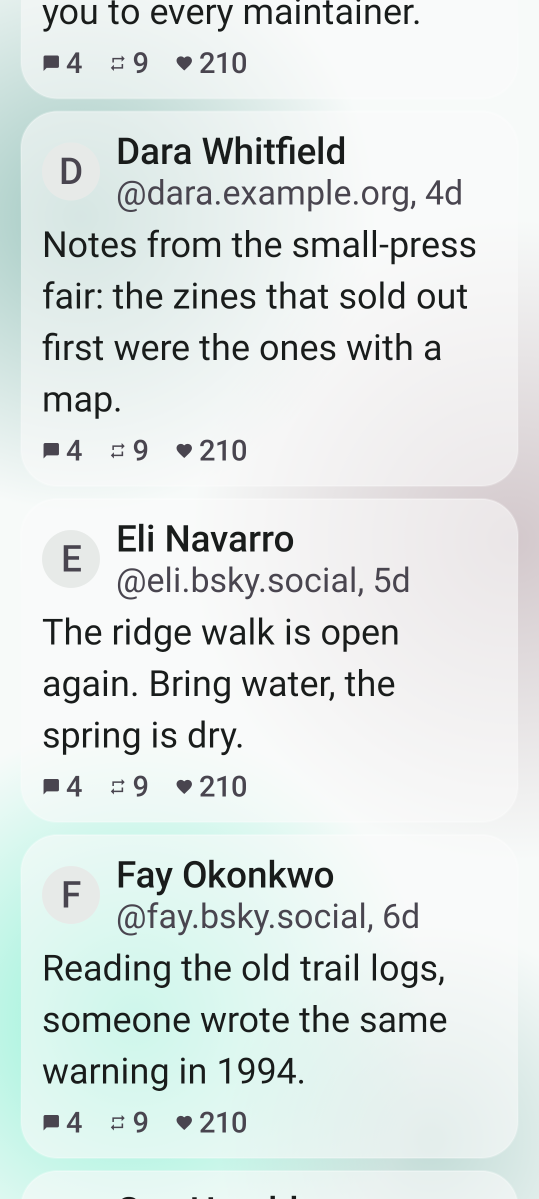 you to every maintainer.
4 9 210
D
Dara Whitfield
@dara.example.org, 4d
Notes from the small-press
fair: the zines that sold out
first were the ones with a
map.
4 9 210
E
Eli Navarro
@eli.bsky.social, 5d
The ridge walk is open
again. Bring water, the
spring is dry.
4 9 210
F
Fay Okonkwo
@fay.bsky.social, 6d
Reading the old trail logs,
someone wrote the same
warning in 1994.
4 9 210